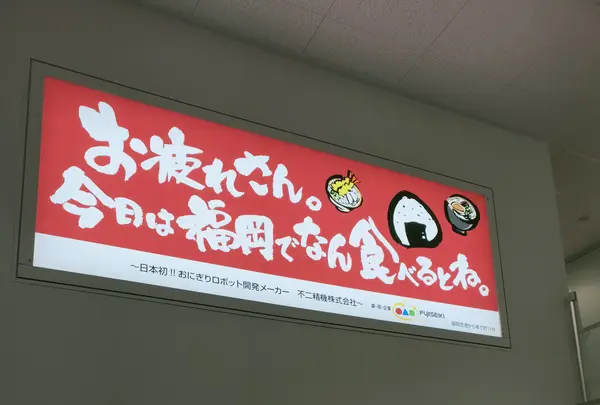 お疲れさん。
今日は福岡でなん食べるとね。
～日本初!!おにぎりロボット開発メーカー 不二精機株式会社～
FUJISEIKI